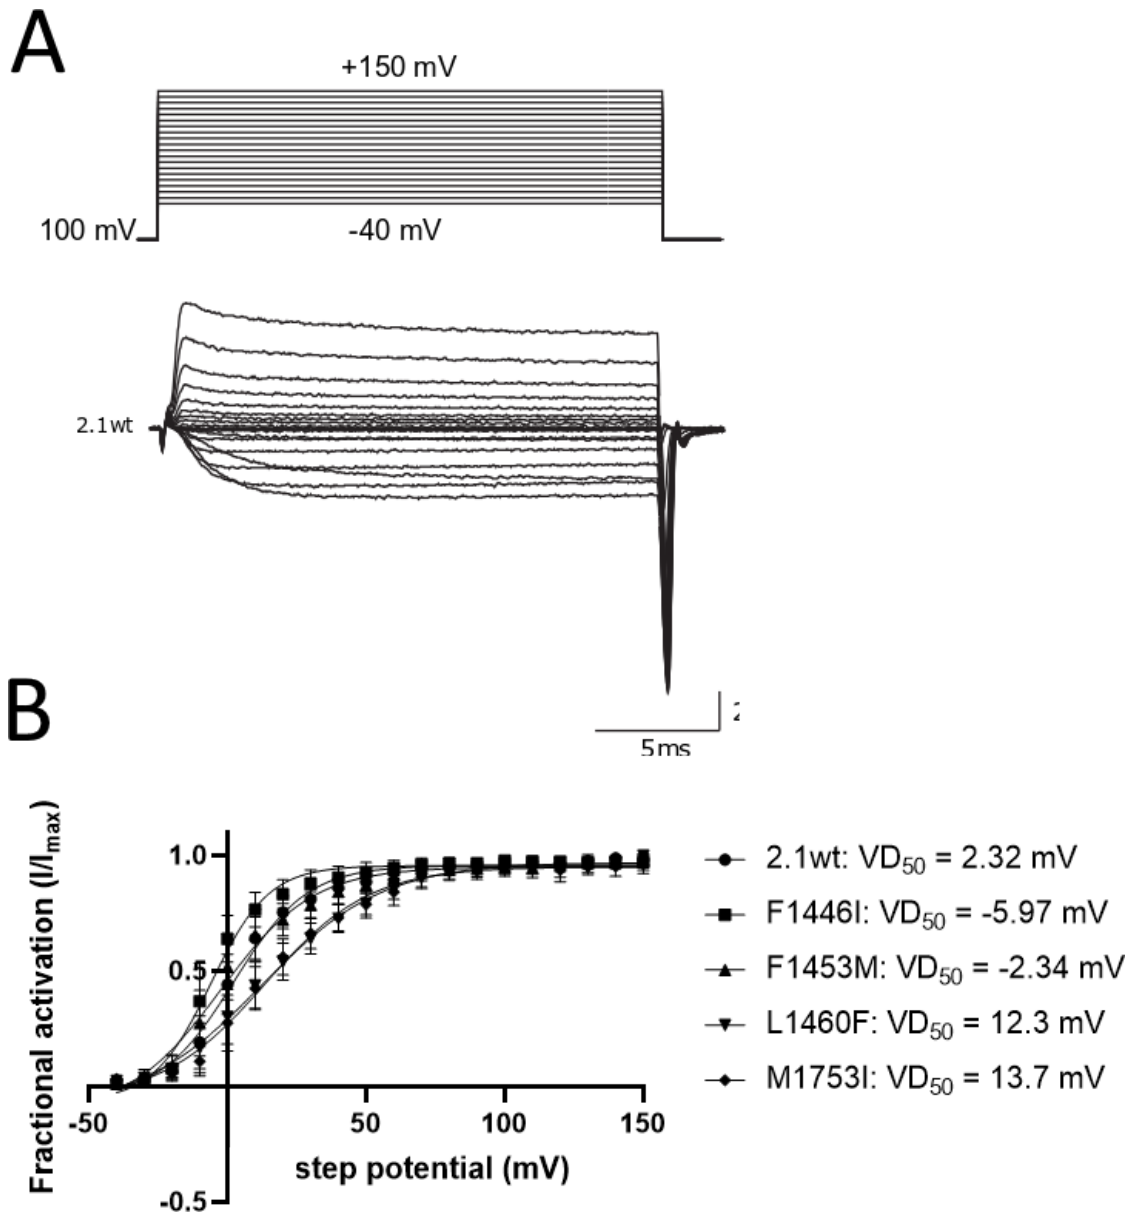 A
+150 mV
100 mV
-40 mV
2.1wt
5ms
B
Fractional activation (I/Imax)
1.0
0.5
-0.5
-50
50
100
150
step potential (mV)
2.1wt: VD50 = 2.32 mV
F1446I: VD50 = -5.97 mV
F1453M: VD50 = -2.34 mV
L1460F: VD50 = 12.3 mV
M1753I: VD50 = 13.7 mV